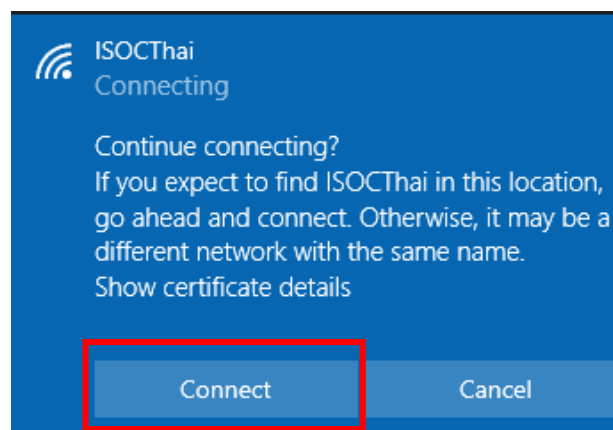 ISOCThai
Connecting
Continue connecting?
If you expect to find ISOCThai in this location,
go ahead and connect. Otherwise, it may be a
different network with the same name.
Show certificate details
Connect
Cancel